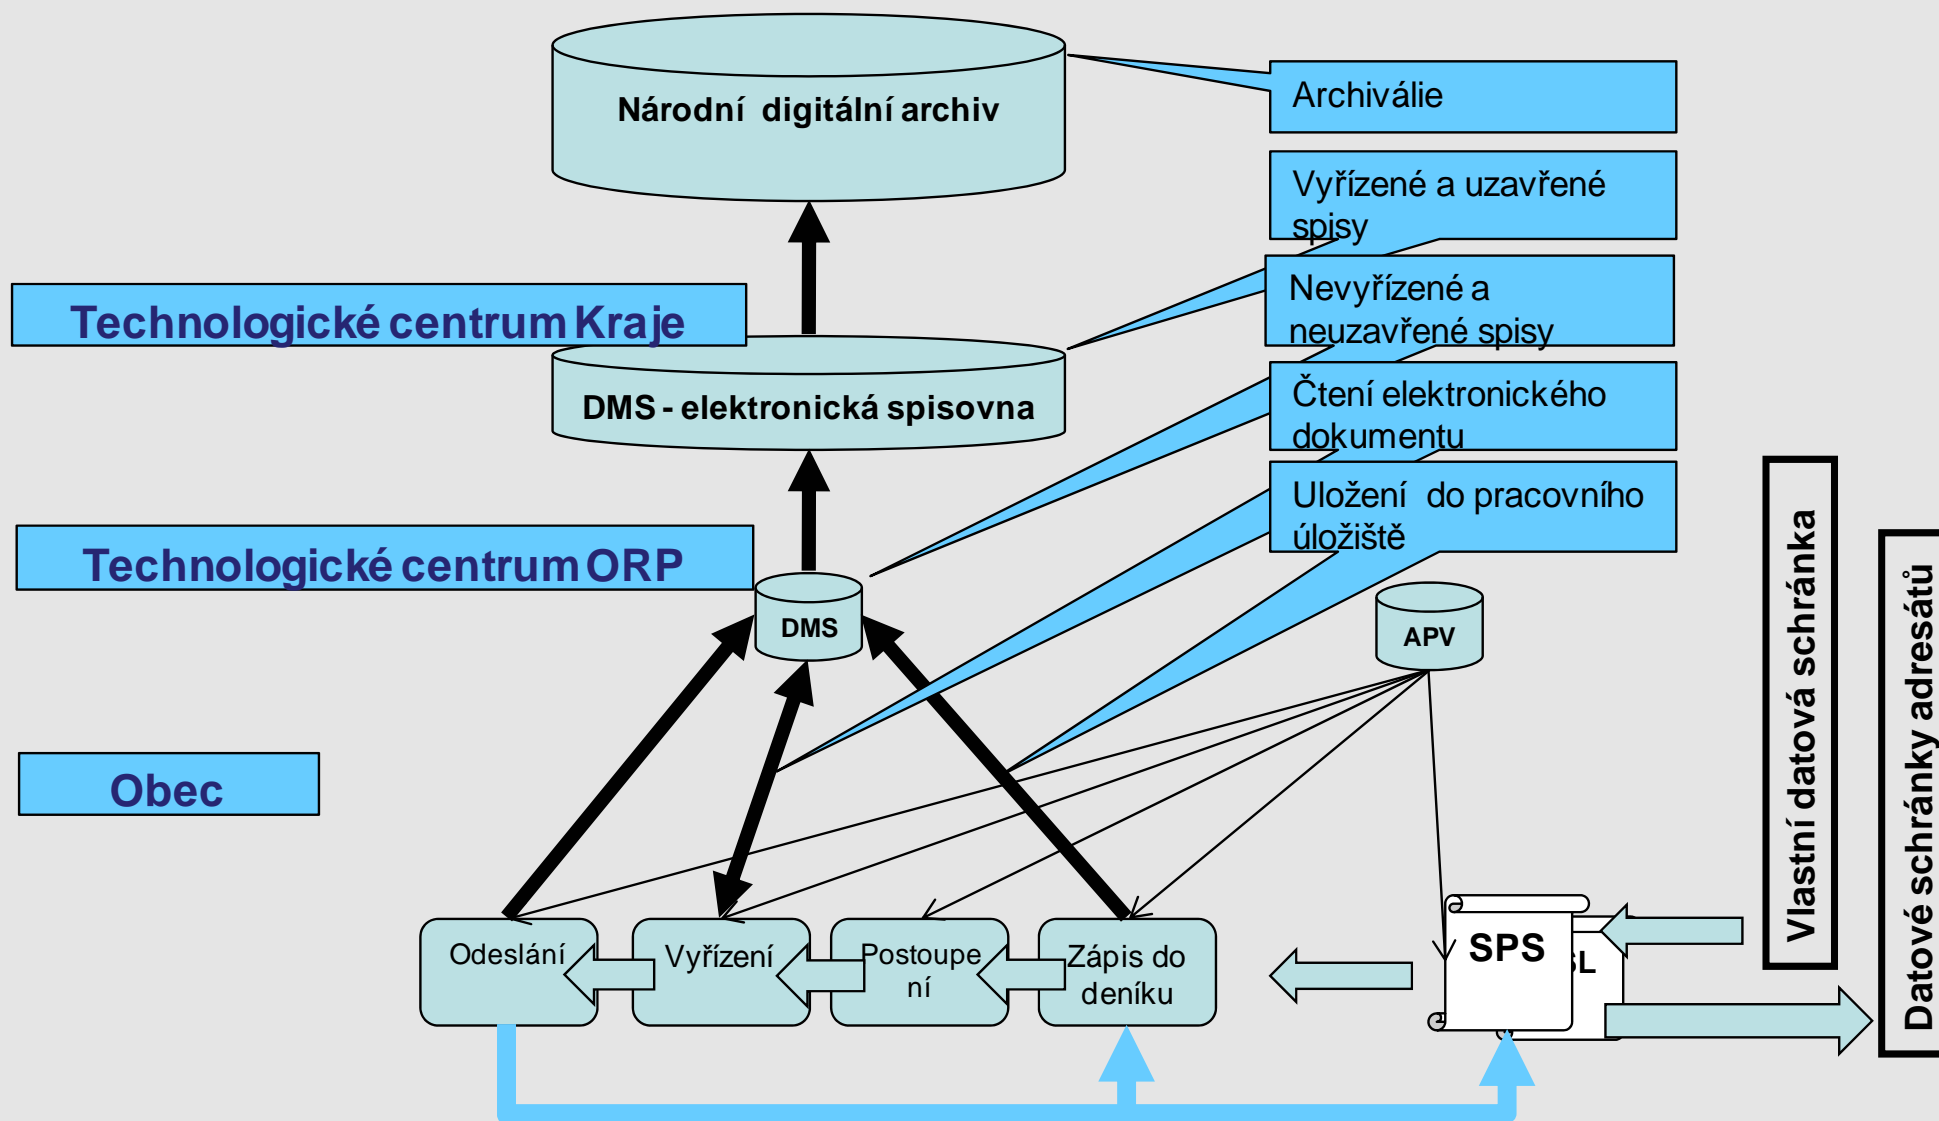 Národní digitální archiv
Archiválie
Vyřízené a uzavřené
spisy
Technologické centrum Kraje
Nevyřízené a
neuzavřené spisy
DMS - elektronická spisovna
Čtení elektronického
dokumentu
Uložení do pracovního
úložiště
Technologické centrum ORP
DMS
APV
Vlastní datová schránka
Datové schránky adresátů
Obec
Odeslání
Vyřízení
Postoupe
ní
Zápis do
deníku
SPS
SL